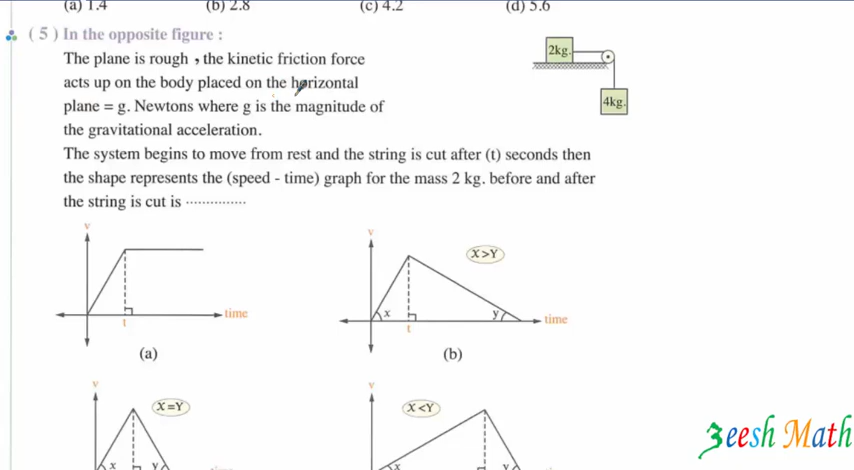 (a) 1.4 (b) 2.8 (c) 4.2 (d) 5.6
( 5 ) In the opposite figure :
The plane is rough , the kinetic friction force
acts up on the body placed on the horizontal
plane = g. Newtons where g is the magnitude of
the gravitational acceleration.
2kg.
4kg.
The system begins to move from rest and the string is cut after (t) seconds then
the shape represents the (speed - time) graph for the mass 2 kg. before and after
the string is cut is ...............
v
time
t
(a)
v
X>Y
x
y
time
t
(b)
v
X=Y
x
y
v
X<Y
x
y
Zeesh Math